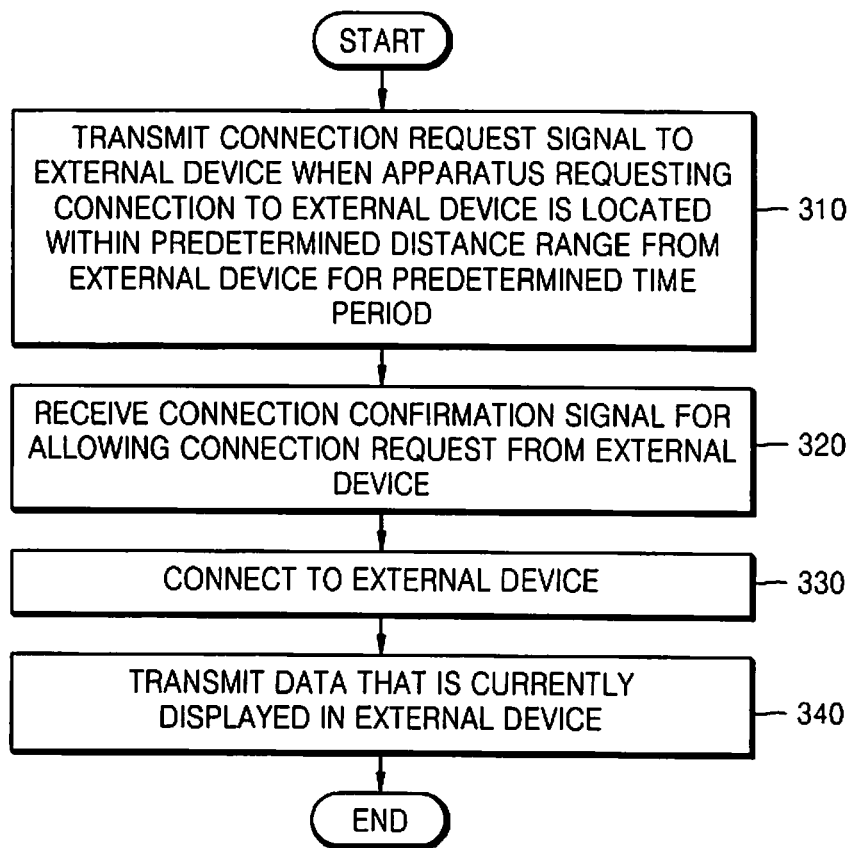 START
TRANSMIT CONNECTION REQUEST SIGNAL TO
EXTERNAL DEVICE WHEN APPARATUS REQUESTING
CONNECTION TO EXTERNAL DEVICE IS LOCATED
WITHIN PREDETERMINED DISTANCE RANGE FROM
EXTERNAL DEVICE FOR PREDETERMINED TIME
PERIOD
310
RECEIVE CONNECTION CONFIRMATION SIGNAL FOR
ALLOWING CONNECTION REQUEST FROM EXTERNAL
DEVICE
320
CONNECT TO EXTERNAL DEVICE
330
TRANSMIT DATA THAT IS CURRENTLY
DISPLAYED IN EXTERNAL DEVICE
340
END